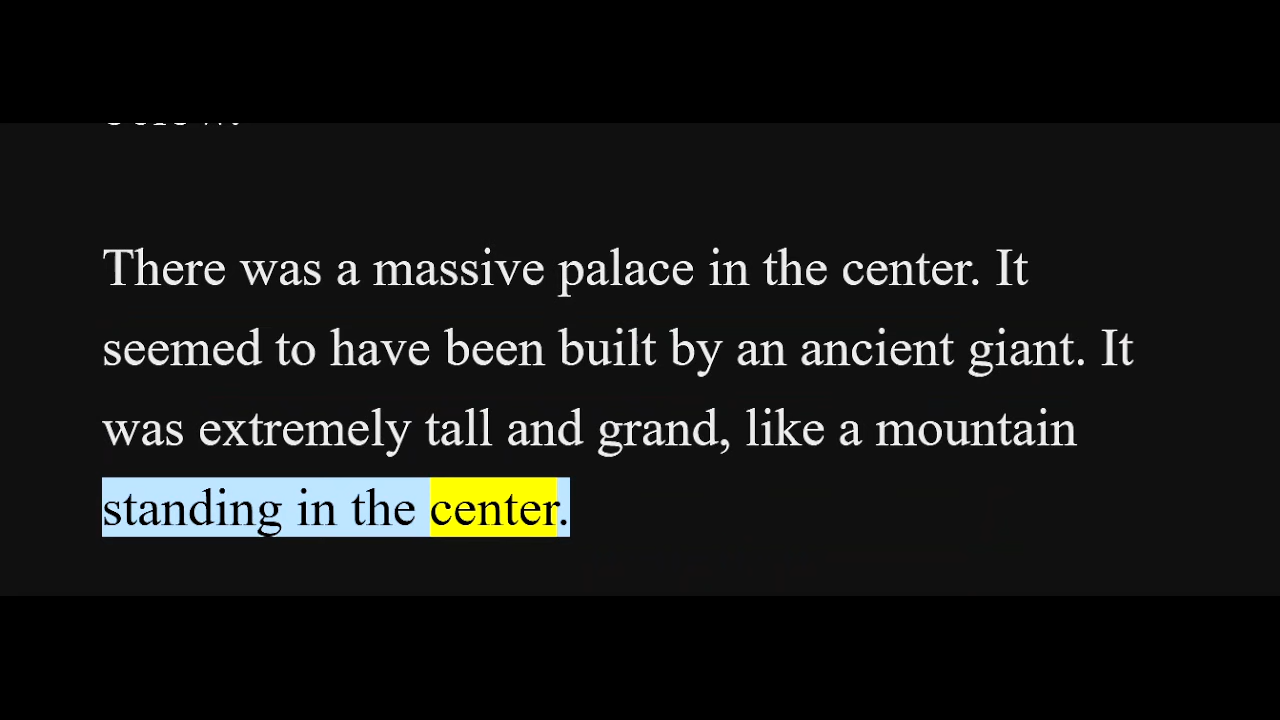 There was a massive palace in the center. It
seemed to have been built by an ancient giant. It
was extremely tall and grand, like a mountain
standing in the center.